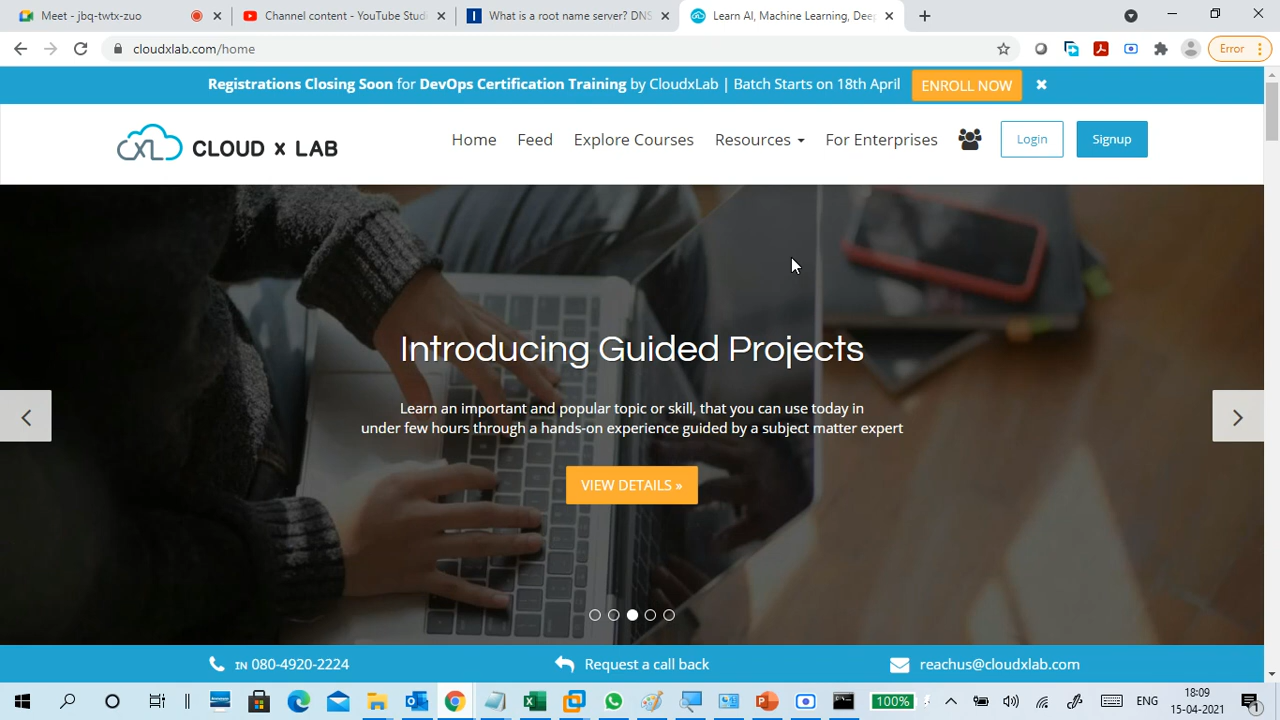 Meet - jbq-twtx-zuo
Channel content - YouTube Studi
What is a root name server? DNS
Learn AI, Machine Learning, Deep
cloudxlab.com/home
Error
Registrations Closing Soon for DevOps Certification Training by CloudxLab | Batch Starts on 18th April
ENROLL NOW
CLOUD x LAB
Home
Feed
Explore Courses
Resources
For Enterprises
Login
Signup
Introducing Guided Projects
Learn an important and popular topic or skill, that you can use today in
under few hours through a hands-on experience guided by a subject matter expert
VIEW DETAILS »
IN 080-4920-2224
Request a call back
reachus@cloudxlab.com
100%
ENG
18:09
15-04-2021